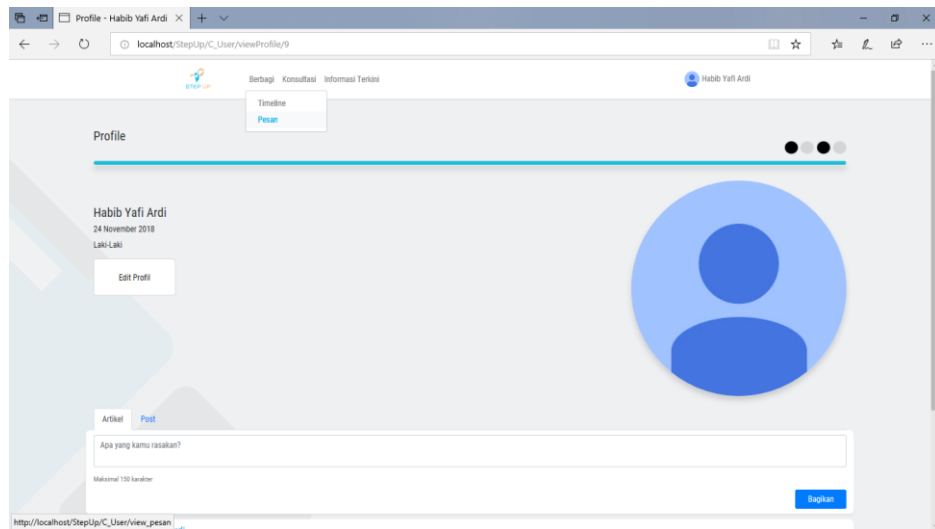 Profile - Habib Yafi Ardi
localhost/StepUp/C_User/viewProfile/9
STEP UP
Berbagi Konsultasi Informasi Terkini
Habib Yafi Ardi
Timeline
Pesan
Profile
Habib Yafi Ardi
24 November 2018
Laki-Laki
Edit Profil
Artikel Post
Apa yang kamu rasakan?
Maksimal 150 karakter
Bagikan
http://localhost/StepUp/C_User/view_pesan